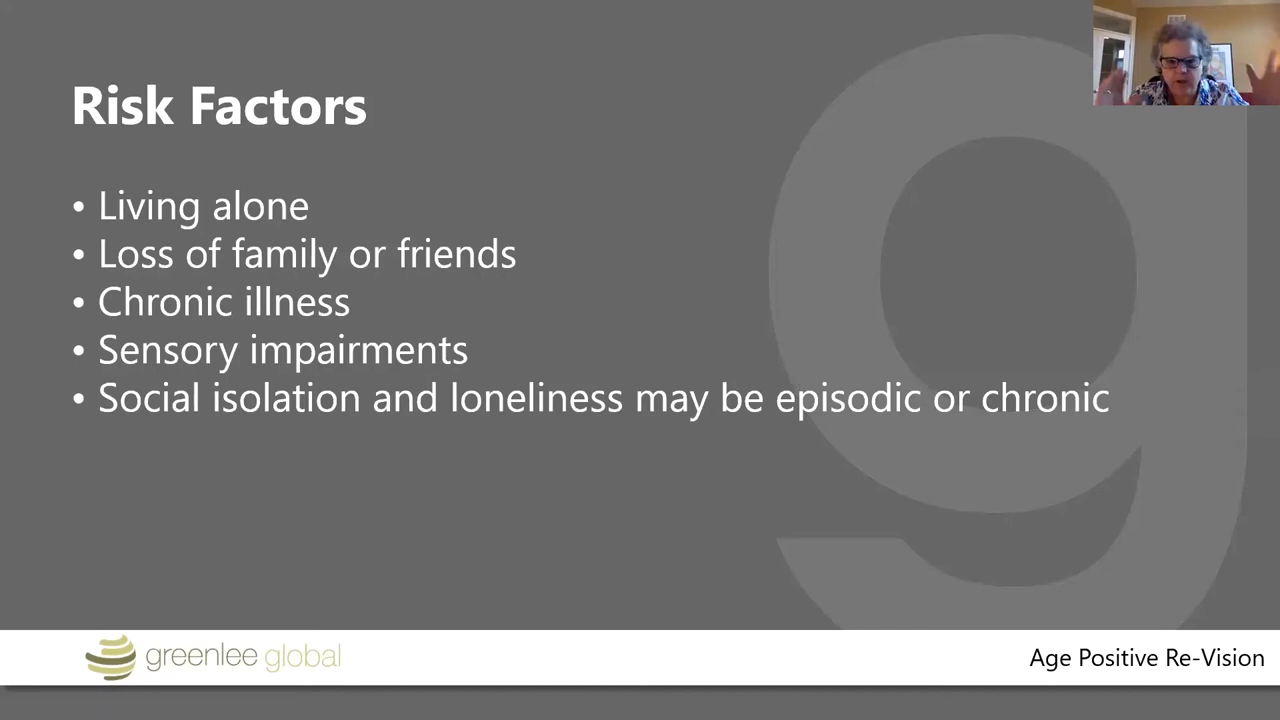 Risk Factors
• Living alone
• Loss of family or friends
• Chronic illness
• Sensory impairments
• Social isolation and loneliness may be episodic or chronic
greenlee global
Age Positive Re-Vision